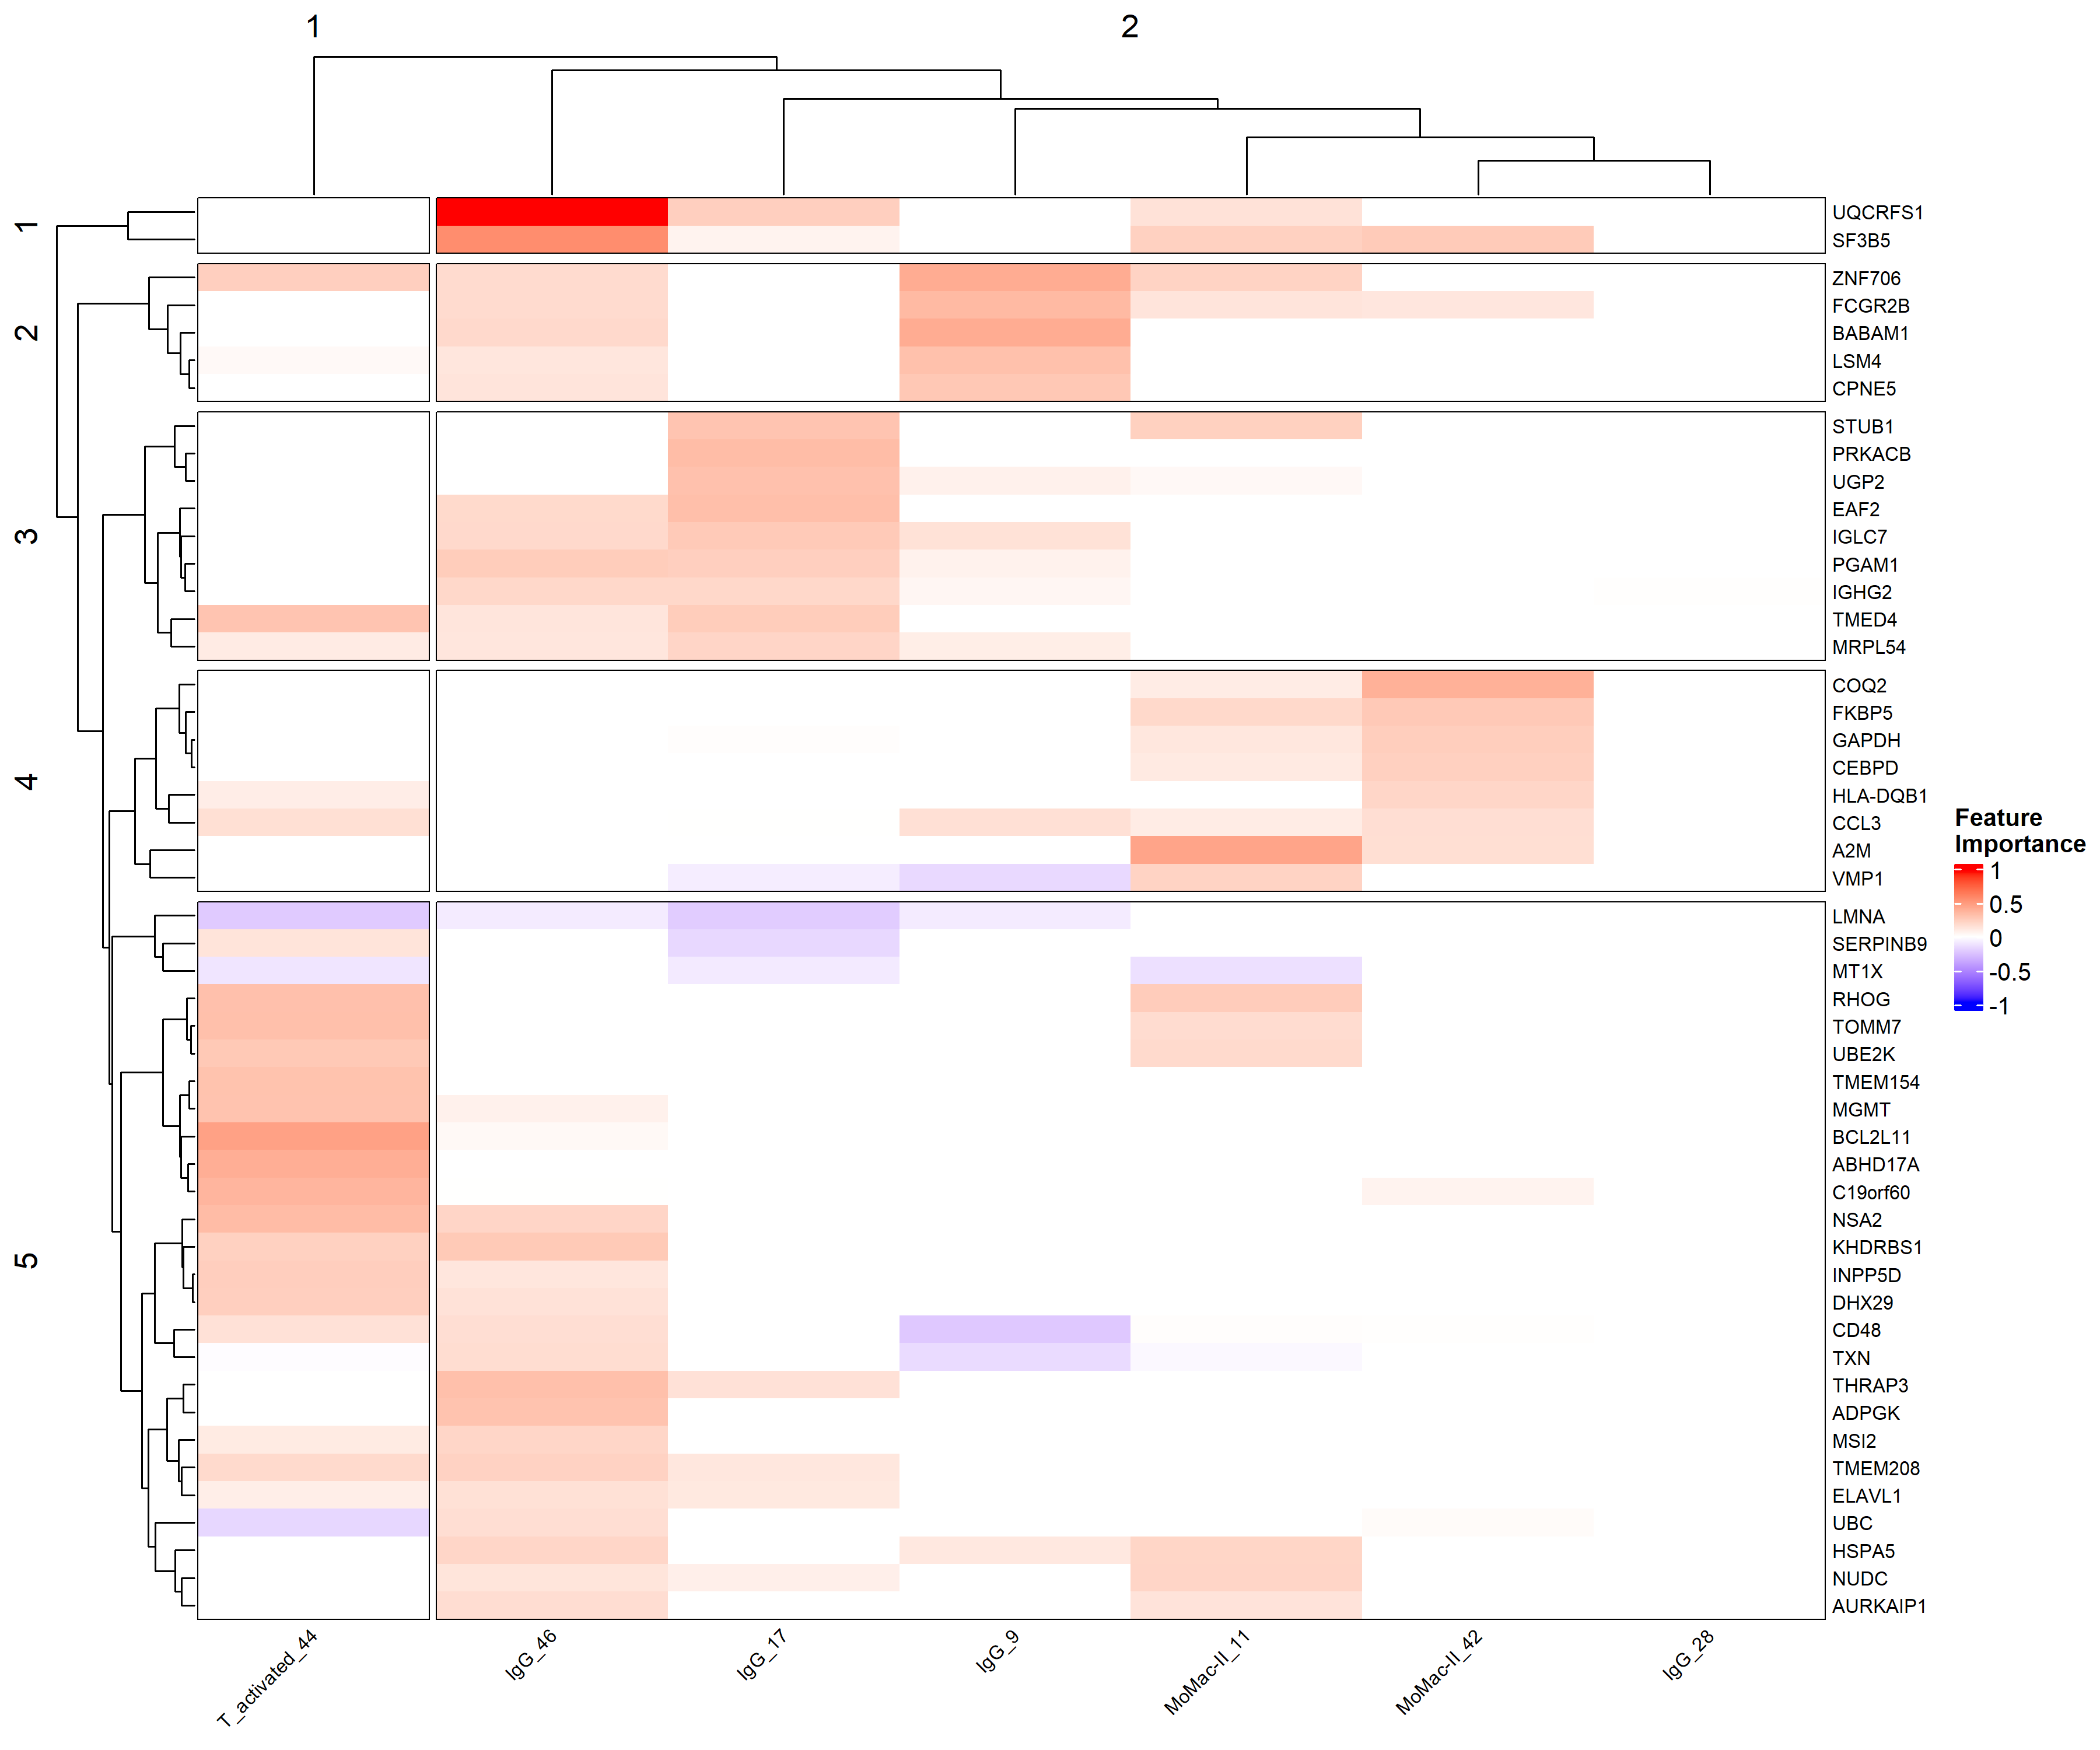 1
2
1
2
3
4
5
UQCRFS1
SF3B5
ZNF706
FCGR2B
BABAM1
LSM4
CPNE5
STUB1
PRKACB
UGP2
EAF2
IGLC7
PGAM1
IGHG2
TMED4
MRPL54
COQ2
FKBP5
GAPDH
CEBPD
HLA-DQB1
CCL3
A2M
VMP1
LMNA
SERPINB9
MT1X
RHOG
TOMM7
UBE2K
TMEM154
MGMT
BCL2L11
ABHD17A
C19orf60
NSA2
KHDRBS1
INPP5D
DHX29
CD48
TXN
THRAP3
ADPGK
MSI2
TMEM208
ELAVL1
UBC
HSPA5
NUDC
AURKAIP1
T_activated_44
IgG_46
IgG_17
IgG_9
MoMac-II_11
MoMac-II_42
IgG_28
Feature
Importance
1
0.5
0
-0.5
-1